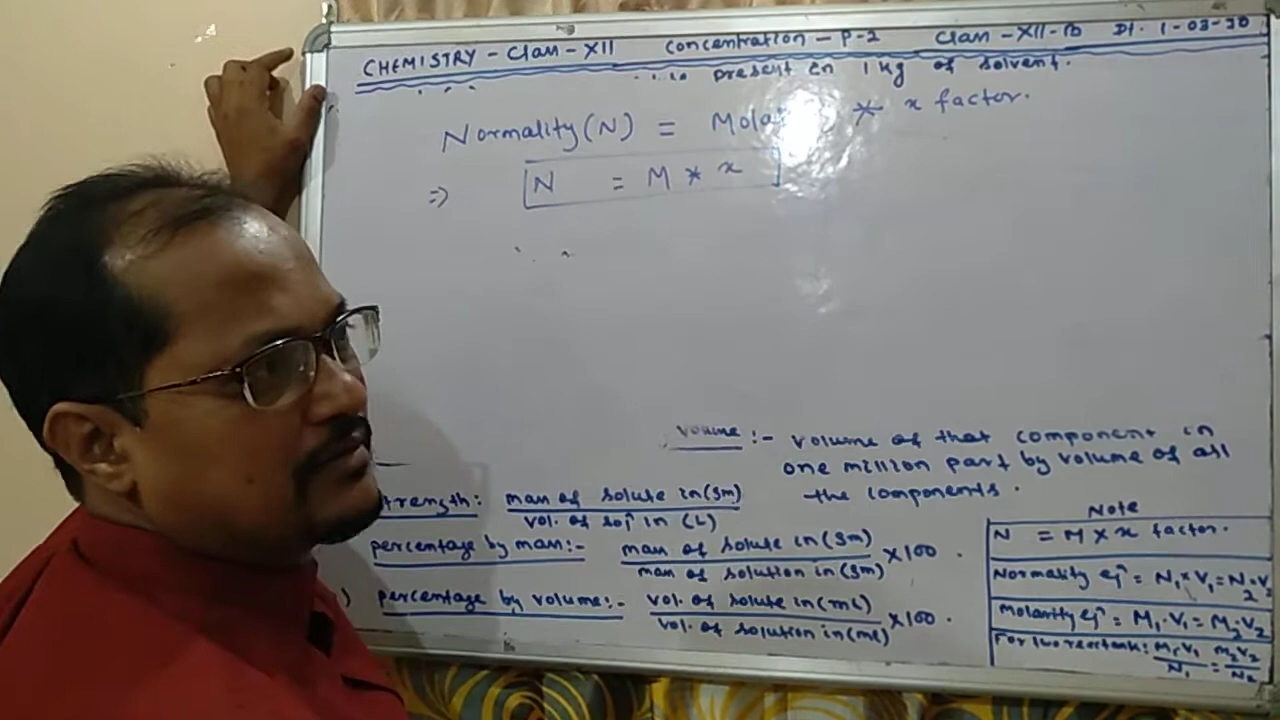 CHEMISTRY - Class - XII Concentration - P-2 Class - XII - 1b Dt. 1-03-20
present in 1 kg of solvent.
Normality (N) = Mola * x factor.
⇒ N = M * x
Volume :- Volume of that component in
one million part by volume of all
the components.
trength: mass of solute in (gm)
vol. of solⁿ in (L)
percentage by mass:- mass of solute in (gm) × 100 .
mass of solution in (gm)
) percentage by volume:- vol. of solute in (ml) × 100 .
vol. of solution in (ml)
Note
N = M × x factor.
Normality eqⁿ = N₁ × V₁ = N₂ · V₂
Molarity eqⁿ = M₁ · V₁ = M₂ · V₂
For two reactants: M₁V₁ / N₁ = M₂V₂ / N₂